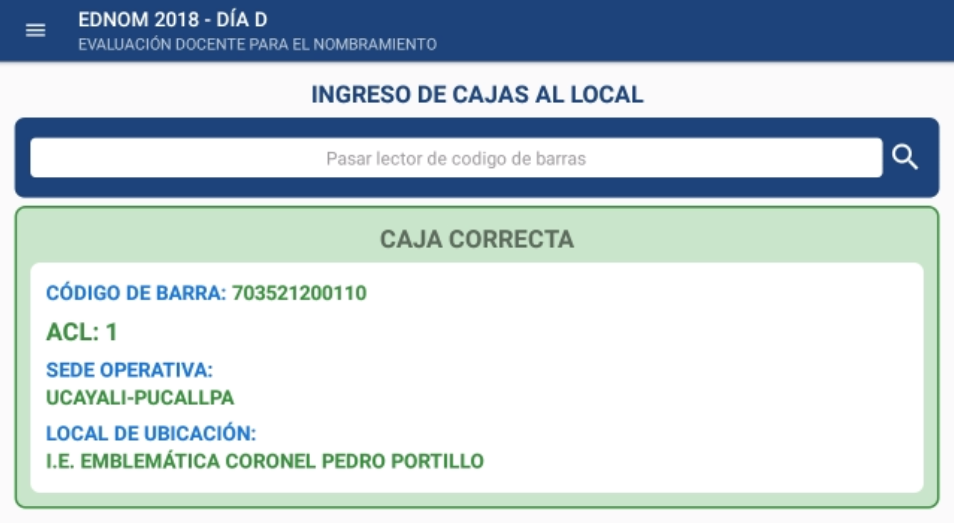 EDNOM 2018 - DÍA D
EVALUACIÓN DOCENTE PARA EL NOMBRAMIENTO
INGRESO DE CAJAS AL LOCAL
Pasar lector de codigo de barras
CAJA CORRECTA
CÓDIGO DE BARRA: 703521200110
ACL: 1
SEDE OPERATIVA:
UCAYALI-PUCALLPA
LOCAL DE UBICACIÓN:
I.E. EMBLEMÁTICA CORONEL PEDRO PORTILLO